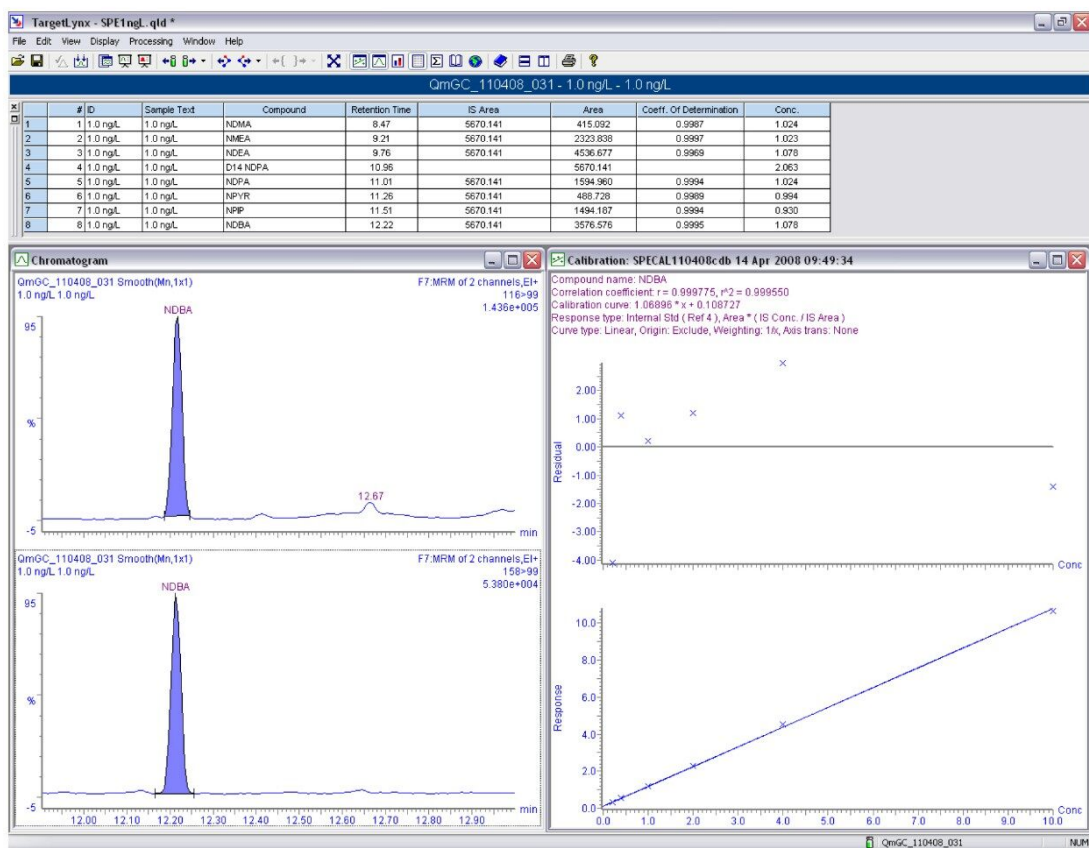 TargetLynx - SPE1ngL.qld *
File Edit View Display Processing Window Help
QmGC_110408_031 - 1.0 ng/L - 1.0 ng/L
# ID Sample Text Compound Retention Time IS Area Area Coeff. Of Determination Conc.
1 1 1.0 ng/L 1.0 ng/L NDMA 8.47 5670.141 415.092 0.9987 1.024
2 2 1.0 ng/L 1.0 ng/L NMEA 9.21 5670.141 2323.838 0.9997 1.023
3 3 1.0 ng/L 1.0 ng/L NDEA 9.76 5670.141 4536.677 0.9969 1.078
4 4 1.0 ng/L 1.0 ng/L D14 NDPA 10.96 5670.141 2.063
5 5 1.0 ng/L 1.0 ng/L NDPA 11.01 5670.141 1594.960 0.9994 1.024
6 6 1.0 ng/L 1.0 ng/L NPYR 11.26 5670.141 488.728 0.9989 0.994
7 7 1.0 ng/L 1.0 ng/L NPIP 11.51 5670.141 1494.187 0.9994 0.930
8 8 1.0 ng/L 1.0 ng/L NDBA 12.22 5670.141 3576.576 0.9995 1.078
Chromatogram
QmGC_110408_031 Smooth(Mn,1x1)
1.0 ng/L 1.0 ng/L
F7:MRM of 2 channels,EI+
116>99
1.436e+005
NDBA
95
%
12.67
-5
min
QmGC_110408_031 Smooth(Mn,1x1)
1.0 ng/L 1.0 ng/L
F7:MRM of 2 channels,EI+
158>99
5.380e+004
NDBA
95
%
-5
min
12.00 12.10 12.20 12.30 12.40 12.50 12.60 12.70 12.80 12.90
Calibration: SPECAL110408cdb 14 Apr 2008 09:49:34
Compound name: NDBA
Correlation coefficient: r = 0.999775, r^2 = 0.999550
Calibration curve: 1.06896 * x + 0.108727
Response type: Internal Std ( Ref 4 ), Area * ( IS Conc. / IS Area )
Curve type: Linear, Origin: Exclude, Weighting: 1/x, Axis trans: None
2.00
1.00
0.00
-1.00
-2.00
-3.00
-4.00
Residual
Conc
10.0
8.0
6.0
4.0
2.0
0.0
Response
Conc
0.0 1.0 2.0 3.0 4.0 5.0 6.0 7.0 8.0 9.0 10.0
QmGC_110408_031 NUM